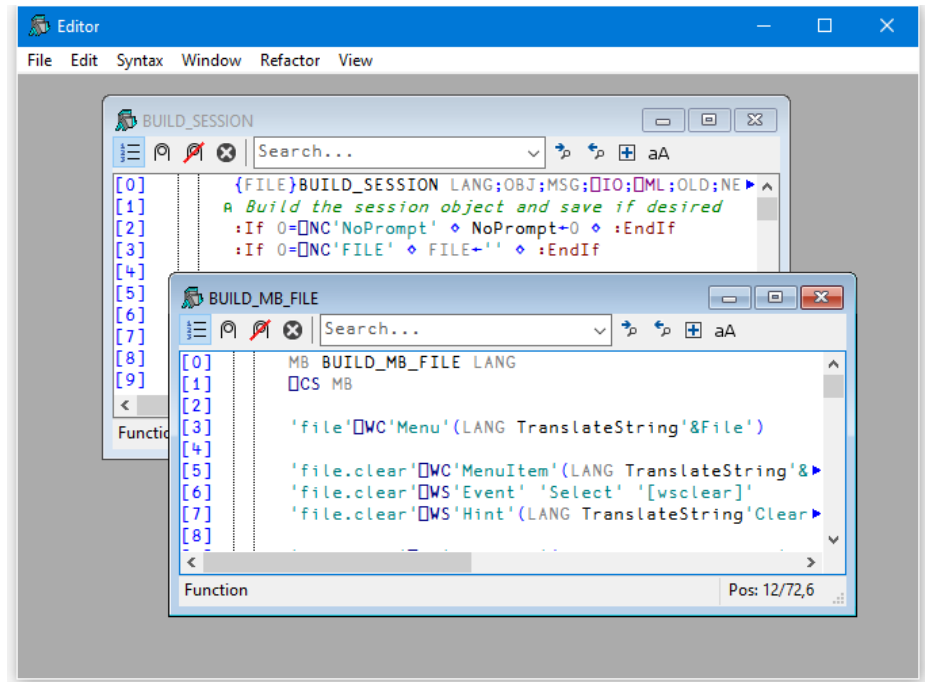 Editor
File Edit Syntax Window Refactor View
BUILD_SESSION
Search... aA
[0] {FILE}BUILD_SESSION LANG;OBJ;MSG;⎕IO;⎕ML;OLD;NE
[1] ⍝ Build the session object and save if desired
[2] :If 0=⎕NC'NoPrompt' ⋄ NoPrompt←0 ⋄ :EndIf
[3] :If 0=⎕NC'FILE' ⋄ FILE←'' ⋄ :EndIf
[4]
[5]
[6]
[7]
[8]
[9]
Functio
BUILD_MB_FILE
Search... aA
[0] MB BUILD_MB_FILE LANG
[1] ⎕CS MB
[2]
[3] 'file'⎕WC'Menu'(LANG TranslateString'&File')
[4]
[5] 'file.clear'⎕WC'MenuItem'(LANG TranslateString'&
[6] 'file.clear'⎕WS'Event' 'Select' '[wsclear]'
[7] 'file.clear'⎕WS'Hint'(LANG TranslateString'Clear
[8]
Function Pos: 12/72,6